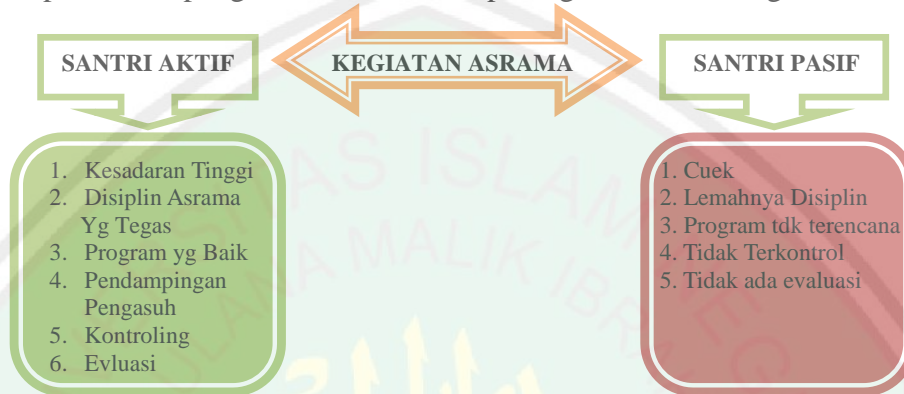 SANTRI AKTIF
KEGIATAN ASRAMA
SANTRI PASIF
1. Kesadaran Tinggi
2. Disiplin Asrama
Yg Tegas
3. Program yg Baik
4. Pendampingan
Pengasuh
5. Kontroling
6. Evluasi
1. Cuek
2. Lemahnya Disiplin
3. Program tdk terencana
4. Tidak Terkontrol
5. Tidak ada evaluasi